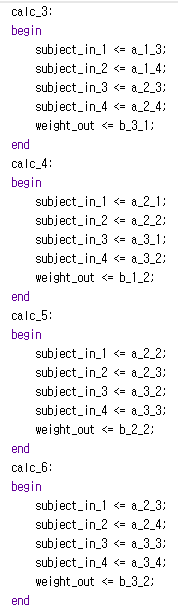 calc_3:
begin
subject_in_1 <= a_1_3;
subject_in_2 <= a_1_4;
subject_in_3 <= a_2_3;
subject_in_4 <= a_2_4;
weight_out <= b_3_1;
end
calc_4:
begin
subject_in_1 <= a_2_1;
subject_in_2 <= a_2_2;
subject_in_3 <= a_3_1;
subject_in_4 <= a_3_2;
weight_out <= b_1_2;
end
calc_5:
begin
subject_in_1 <= a_2_2;
subject_in_2 <= a_2_3;
subject_in_3 <= a_3_2;
subject_in_4 <= a_3_3;
weight_out <= b_2_2;
end
calc_6:
begin
subject_in_1 <= a_2_3;
subject_in_2 <= a_2_4;
subject_in_3 <= a_3_3;
subject_in_4 <= a_3_4;
weight_out <= b_3_2;
end